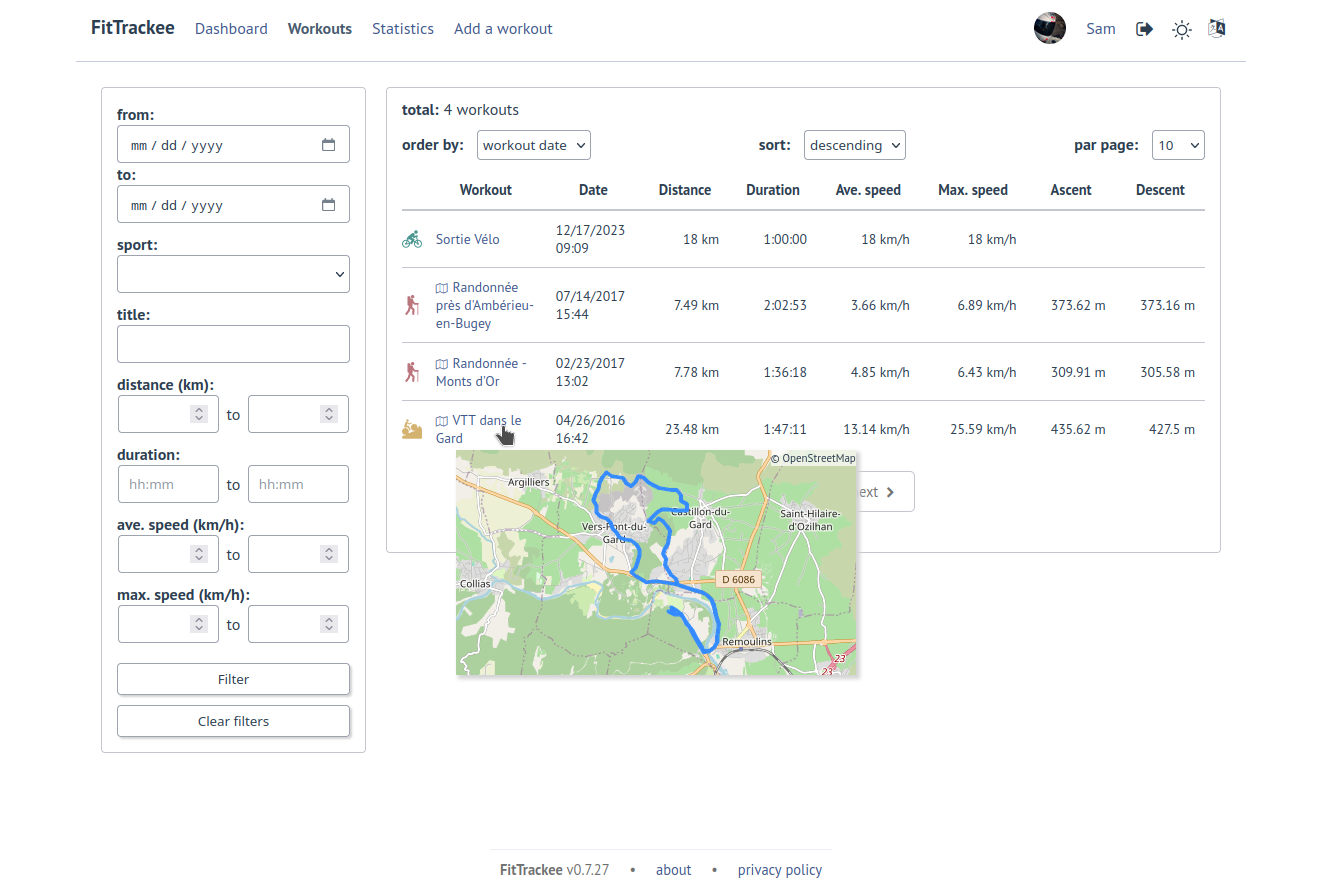 FitTrackee Dashboard Workouts Statistics Add a workout Sam
from:
mm / dd / yyyy
to:
mm / dd / yyyy
sport:
title:
distance (km):
to
duration:
hh:mm to hh:mm
ave. speed (km/h):
to
max. speed (km/h):
to
Filter
Clear filters
total: 4 workouts
order by: workout date sort: descending par page: 10
Workout Date Distance Duration Ave. speed Max. speed Ascent Descent
Sortie Vélo 12/17/2023 09:09 18 km 1:00:00 18 km/h 18 km/h
Randonnée près d'Ambérieu-en-Bugey 07/14/2017 15:44 7.49 km 2:02:53 3.66 km/h 6.89 km/h 373.62 m 373.16 m
Randonnée - Monts d'Or 02/23/2017 13:02 7.78 km 1:36:18 4.85 km/h 6.43 km/h 309.91 m 305.58 m
VTT dans le Gard 04/26/2016 16:42 23.48 km 1:47:11 13.14 km/h 25.59 km/h 435.62 m 427.5 m
© OpenStreetMap
Argilliers
Vers-Pont-du-
Gard
Castillon-du-
Gard
Saint-Hilaire-
d'Ozilhan
Collias
D 6086
Remoulins
23
23
ext
FitTrackee v0.7.27 • about • privacy policy